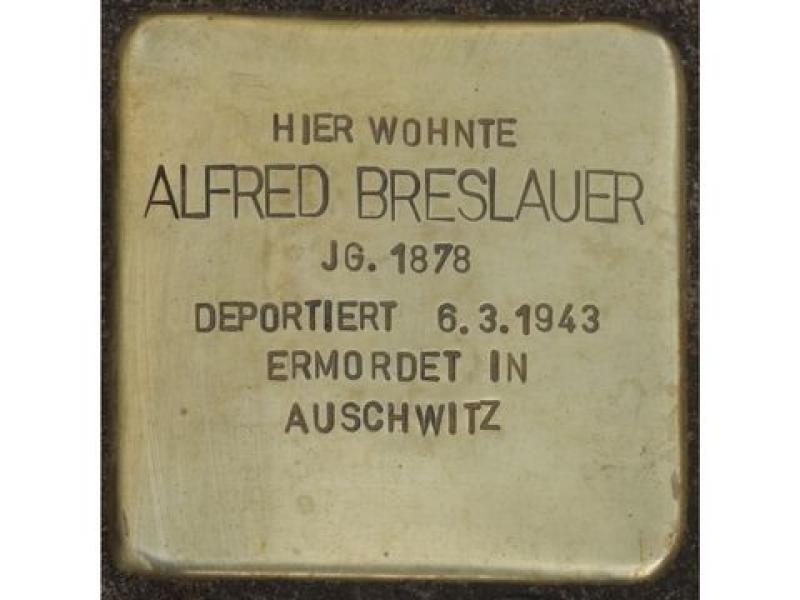 HIER WOHNTE
ALFRED BRESLAUER
JG. 1878
DEPORTIERT 6.3.1943
ERMORDET IN
AUSCHWITZ